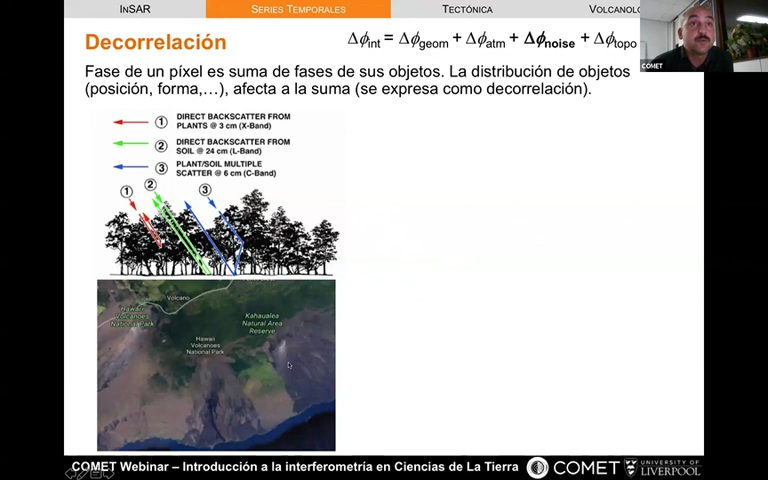 InSAR
SERIES TEMPORALES
TECTÓNICA
Decorrelación
Δϕint = Δϕgeom + Δϕatm + Δϕnoise + Δϕtopo
COMET
Fase de un píxel es suma de fases de sus objetos. La distribución de objetos
(posición, forma,…), afecta a la suma (se expresa como decorrelación).
1 DIRECT BACKSCATTER FROM
PLANTS @ 3 cm (X-Band)
2 DIRECT BACKSCATTER FROM
SOIL @ 24 cm (L-Band)
3 PLANT/SOIL MULTIPLE
SCATTER @ 6 cm (C-Band)
1 2 3
Volcano
Hawaii
Volcanoes
National Park
Kahaualea
Natural Area
Reserve
Hawaii
Volcanoes
National Park
COMET Webinar – Introducción a la interferometría en Ciencias de La Tierra
COMET
UNIVERSITY OF
LIVERPOOL